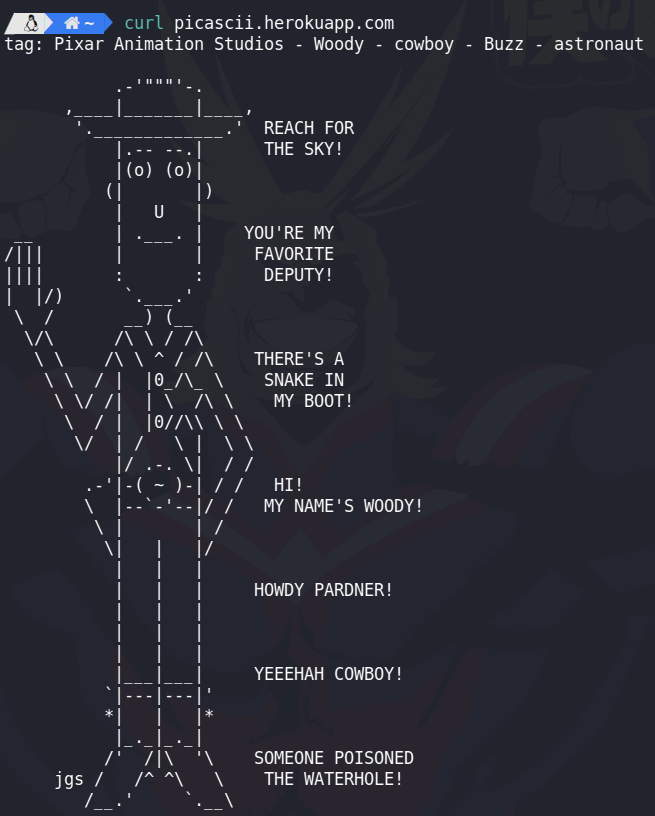 ~ curl picascii.herokuapp.com
tag: Pixar Animation Studios - Woody - cowboy - Buzz - astronaut
REACH FOR
THE SKY!
YOU'RE MY
FAVORITE
DEPUTY!
THERE'S A
SNAKE IN
MY BOOT!
HI!
MY NAME'S WOODY!
HOWDY PARDNER!
YEEEHAH COWBOY!
SOMEONE POISONED
jgs THE WATERHOLE!